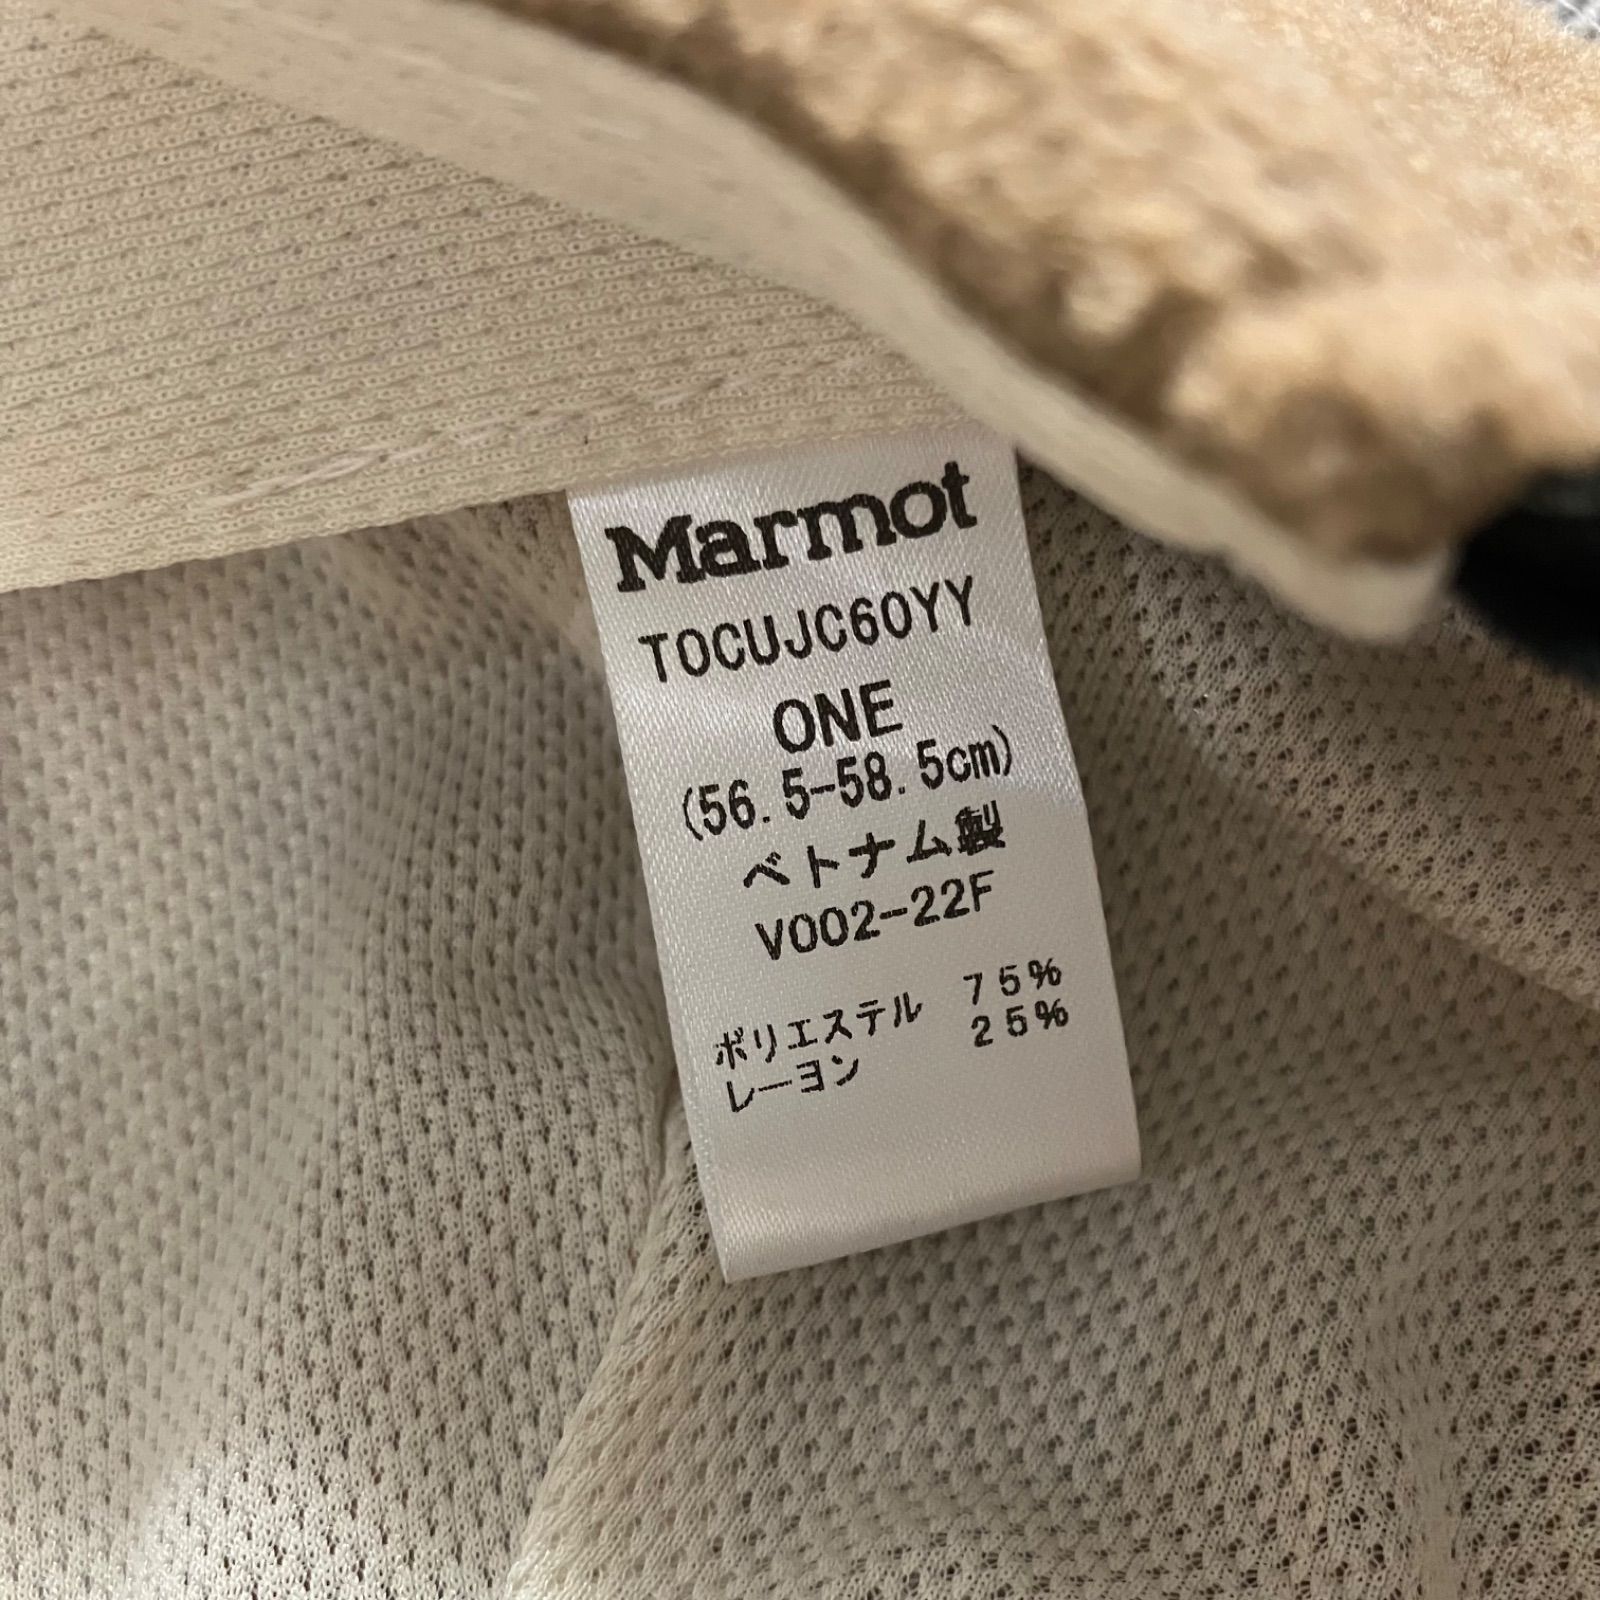 Marmot
TOCUJC60YY
ONE
(56.5-58.5cm)
ベトナム製
V002-22F
ポリエステル 75%
レーヨン 25%